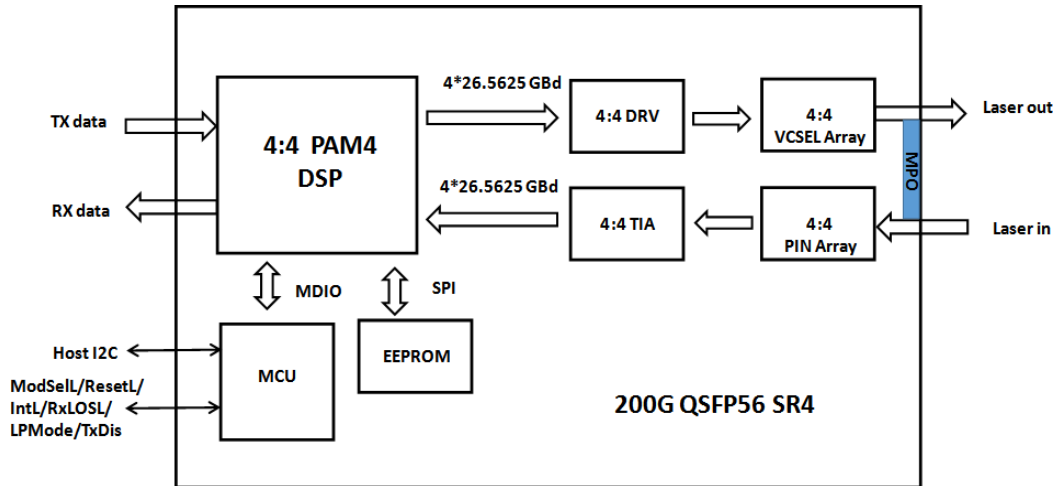 4*26.5625 GBd
TX data
4:4 PAM4
DSP
4:4 DRV
4:4
VCSEL Array
Laser out
MPO
4*26.5625 GBd
RX data
4:4 TIA
4:4
PIN Array
Laser in
MDIO
SPI
Host I2C
MCU
EEPROM
ModSelL/ResetL/
IntL/RxLOSL/
LPMode/TxDis
200G QSFP56 SR4